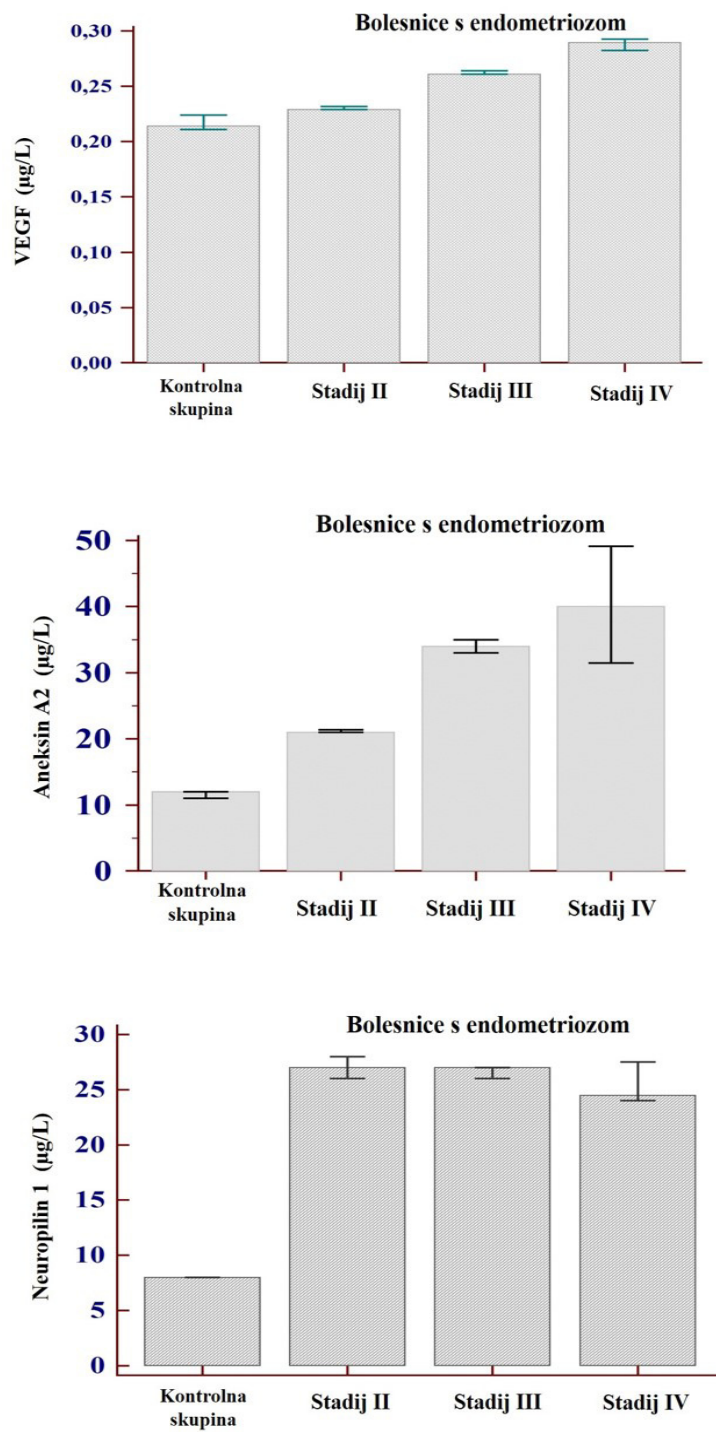 Bolesnice s endometriozom
VEGF (µg/L)
0,30
0,25
0,20
0,15
0,10
0,05
0,00
Kontrolna
skupina
Stadij II
Stadij III
Stadij IV
Bolesnice s endometriozom
Aneksin A2 (µg/L)
50
40
30
20
10
0
Kontrolna
skupina
Stadij II
Stadij III
Stadij IV
Bolesnice s endometriozom
Neuropilin 1 (µg/L)
30
25
20
15
10
5
0
Kontrolna
skupina
Stadij II
Stadij III
Stadij IV